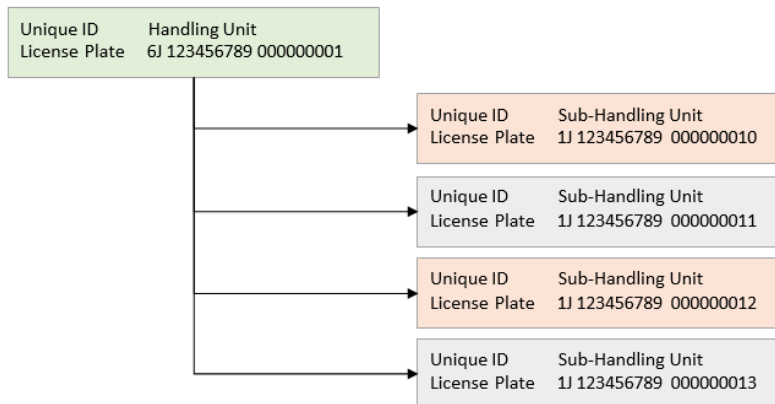 Unique ID Handling Unit
License Plate 6J 123456789 000000001
Unique ID Sub-Handling Unit
License Plate 1J 123456789 000000010
Unique ID Sub-Handling Unit
License Plate 1J 123456789 000000011
Unique ID Sub-Handling Unit
License Plate 1J 123456789 000000012
Unique ID Sub-Handling Unit
License Plate 1J 123456789 000000013